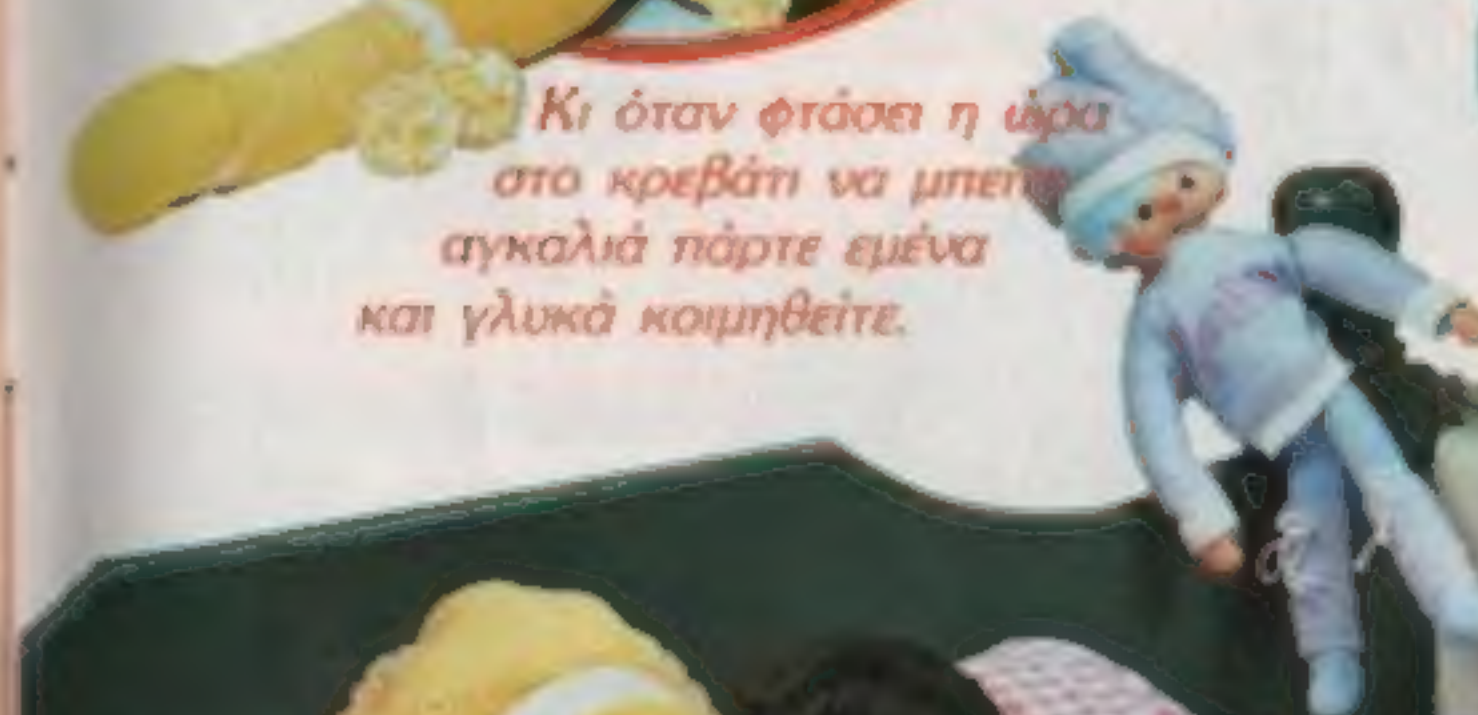 Κι όταν φτάσει η ώρα
στο κρεβάτι να μπείτε
αγκαλιά πάρτε εμένα
και γλυκά κοιμηθείτε.